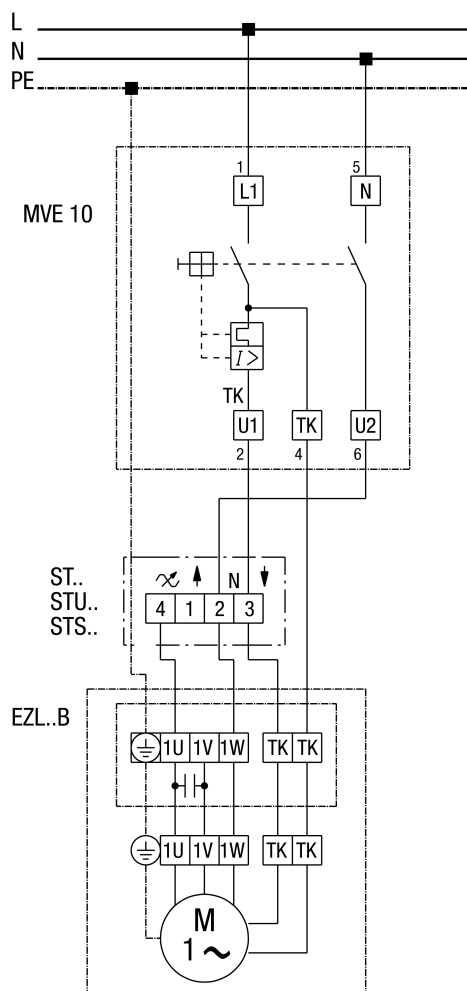 L
N
PE
MVE 10
1 5
L1 N
I>
TK
U1 TK U2
2 4 6
ST..
STU..
STS..
N
4 1 2 3
EZL..B
1U 1V 1W TK TK
1U 1V 1W TK TK
M
1~